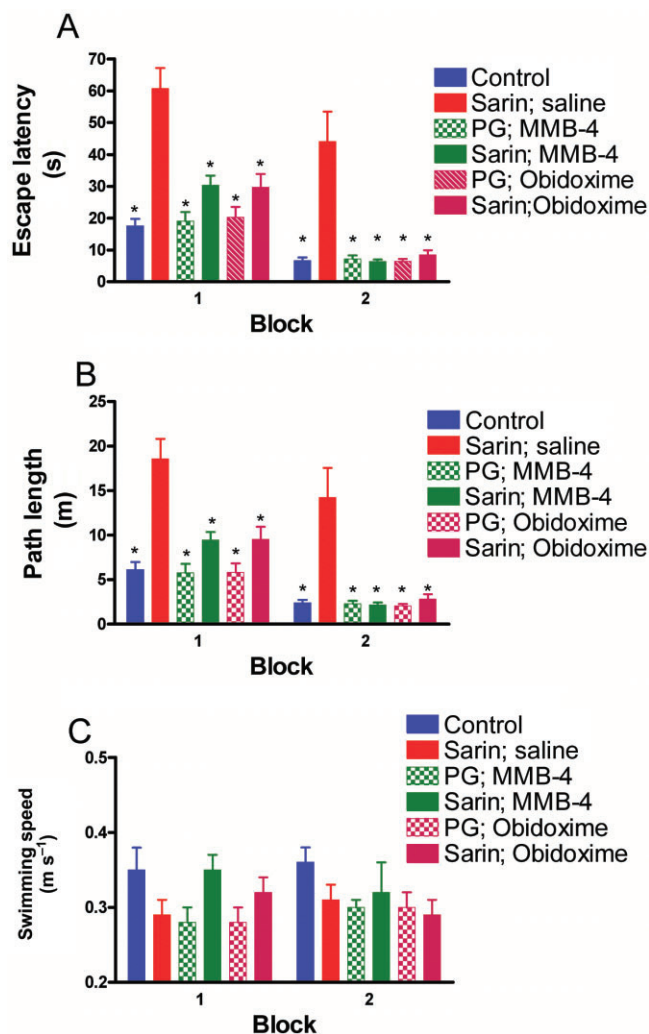 A
70
60
50
40
30
20
10
0
Escape latency
(s)
* * * * *
* * * * *
1 2
Block
Control
Sarin; saline
PG; MMB-4
Sarin; MMB-4
PG; Obidoxime
Sarin;Obidoxime
B
25
20
15
10
5
0
Path length
(m)
* * * * *
* * * * *
1 2
Block
Control
Sarin; saline
PG; MMB-4
Sarin; MMB-4
PG; Obidoxime
Sarin; Obidoxime
C
0.5
0.4
0.3
0.2
Swimming speed
(m s⁻¹)
1 2
Block
Control
Sarin; saline
PG; MMB-4
Sarin; MMB-4
PG; Obidoxime
Sarin; Obidoxime